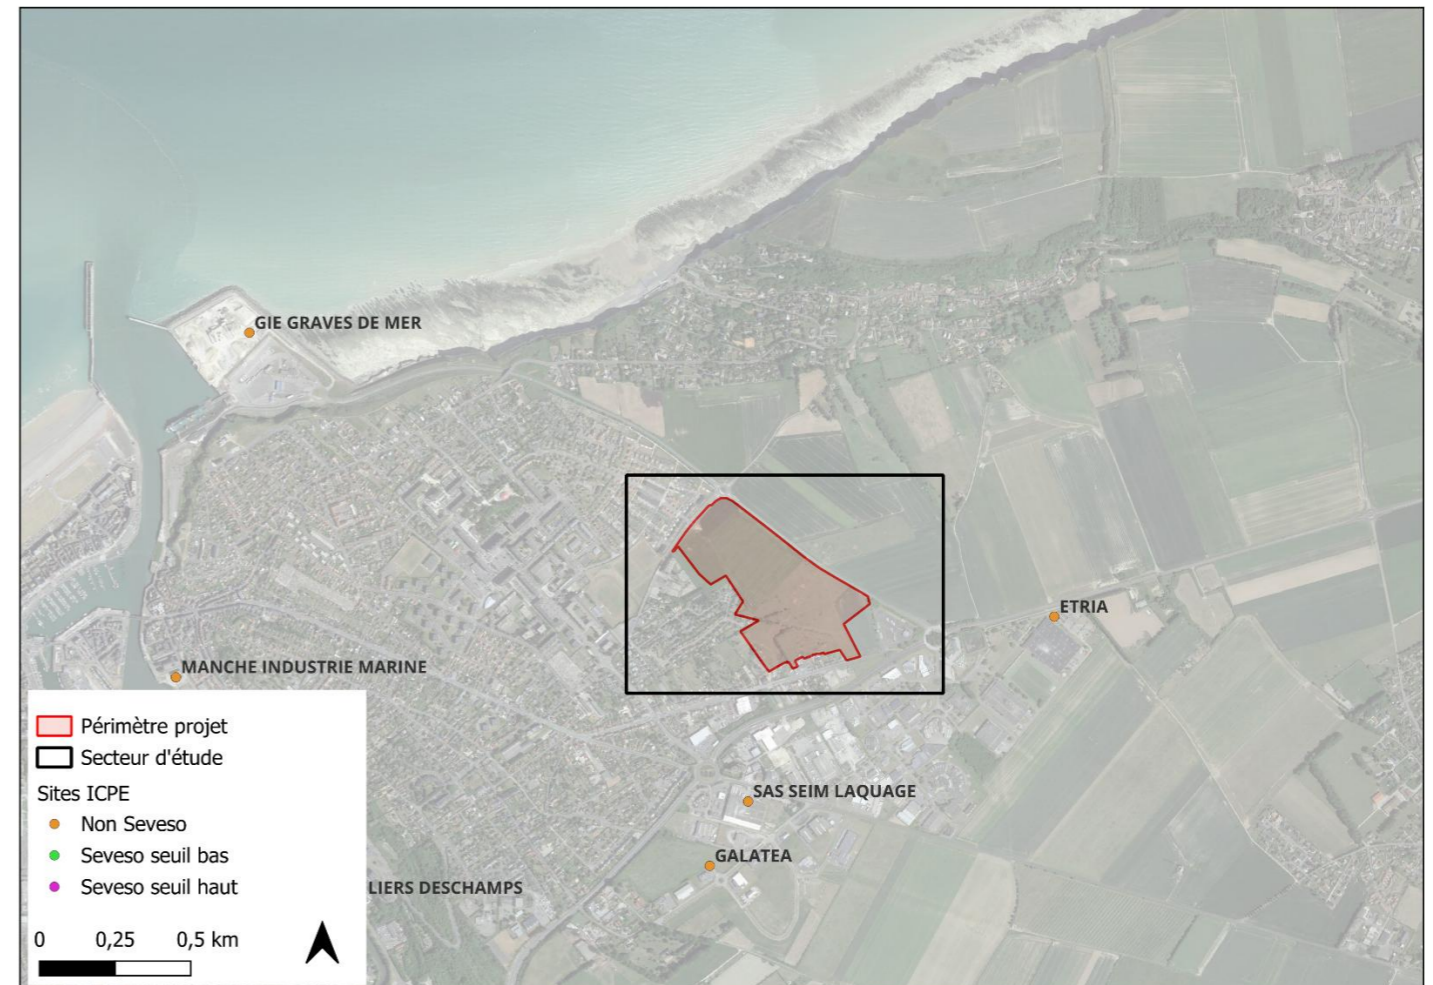 GIE GRAVES DE MER
ETRIA
MANCHE INDUSTRIE MARINE
SAS SEIM LAQUAGE
GALATEA
LIERS DESCHAMPS
Périmètre projet
Secteur d'étude
Sites ICPE
Non Seveso
Seveso seuil bas
Seveso seuil haut
0 0,25 0,5 km